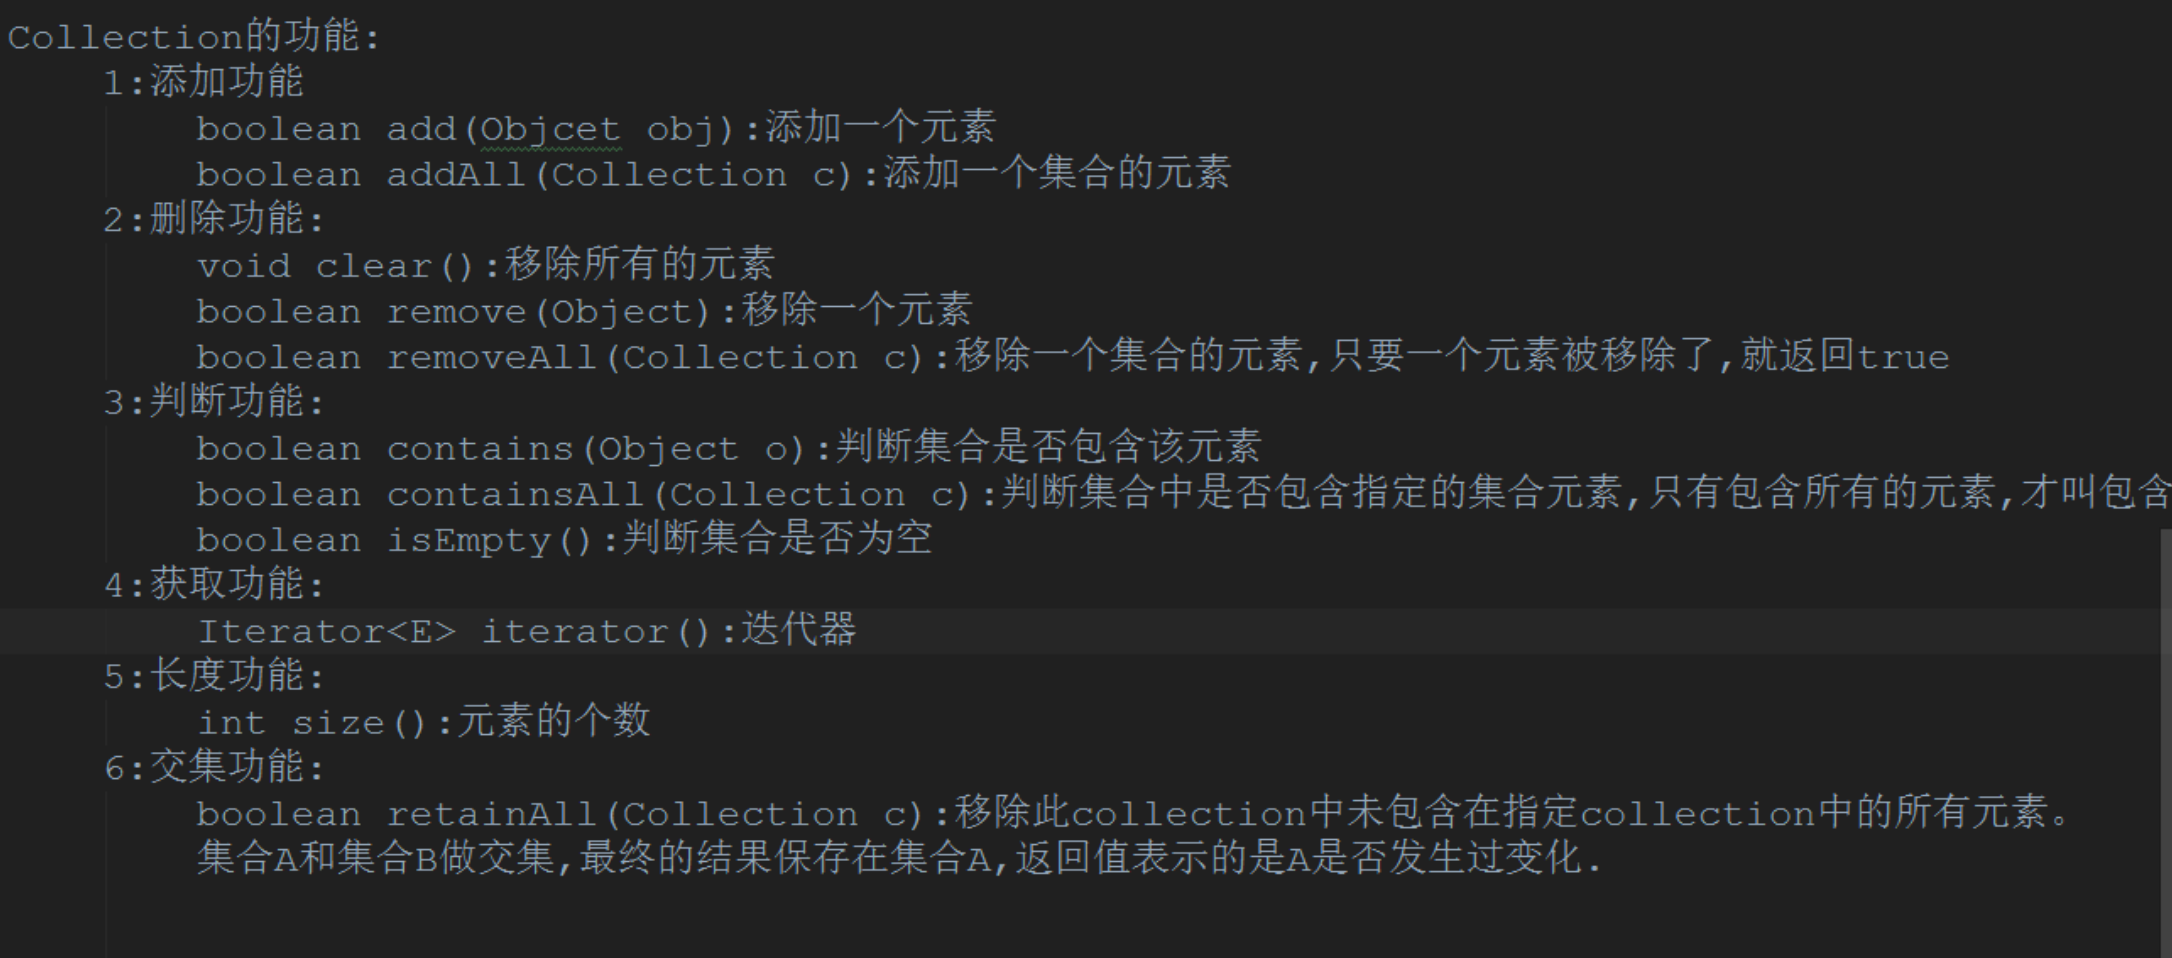 Collection的功能:
1:添加功能
boolean add(Objcet obj):添加一个元素
boolean addAll(Collection c):添加一个集合的元素
2:删除功能:
void clear():移除所有的元素
boolean remove(Object):移除一个元素
boolean removeAll(Collection c):移除一个集合的元素,只要一个元素被移除了,就返回true
3:判断功能:
boolean contains(Object o):判断集合是否包含该元素
boolean containsAll(Collection c):判断集合中是否包含指定的集合元素,只有包含所有的元素,才叫包含
boolean isEmpty():判断集合是否为空
4:获取功能:
Iterator<E> iterator():迭代器
5:长度功能:
int size():元素的个数
6:交集功能:
boolean retainAll(Collection c):移除此collection中未包含在指定collection中的所有元素。
集合A和集合B做交集,最终的结果保存在集合A,返回值表示的是A是否发生过变化.